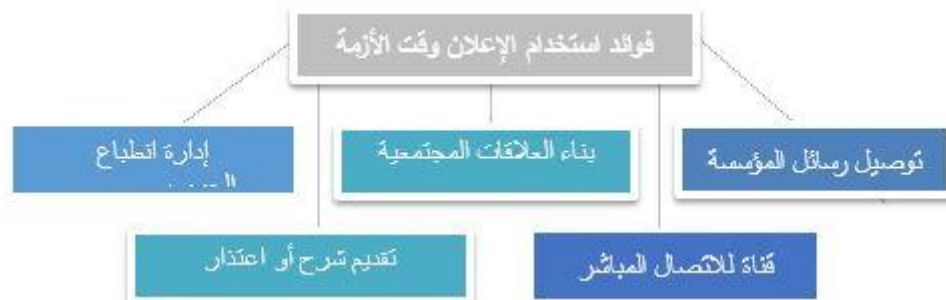 فوائد استخدام الإعلان وقت الأزمة
توصيل رسائل المؤسسة
بناء العلاقات المجتمعية
إدارة انطباع
قناة للاتصال المباشر
تقديم شرح أو اعتذار